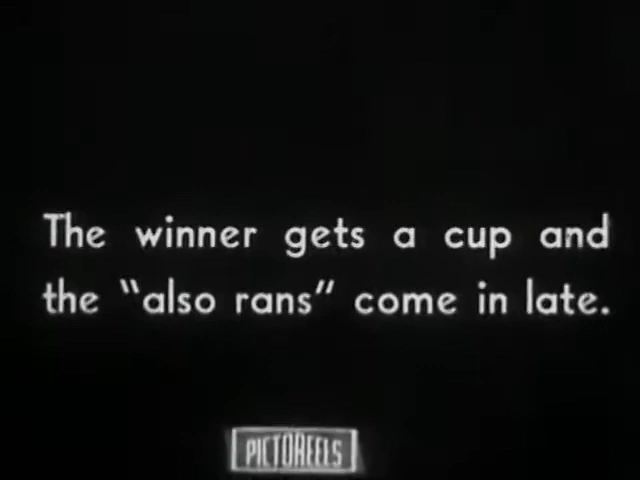 The winner gets a cup and
the "also rans" come in late.
PICTOREELS